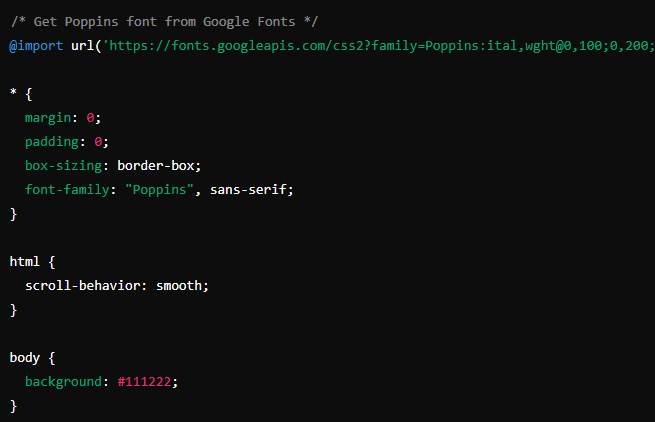 /* Get Poppins font from Google Fonts */
@import url('https://fonts.googleapis.com/css2?family=Poppins:ital,wght@0,100;0,200;
* {
margin: 0;
padding: 0;
box-sizing: border-box;
font-family: "Poppins", sans-serif;
}
html {
scroll-behavior: smooth;
}
body {
background: #111222;
}